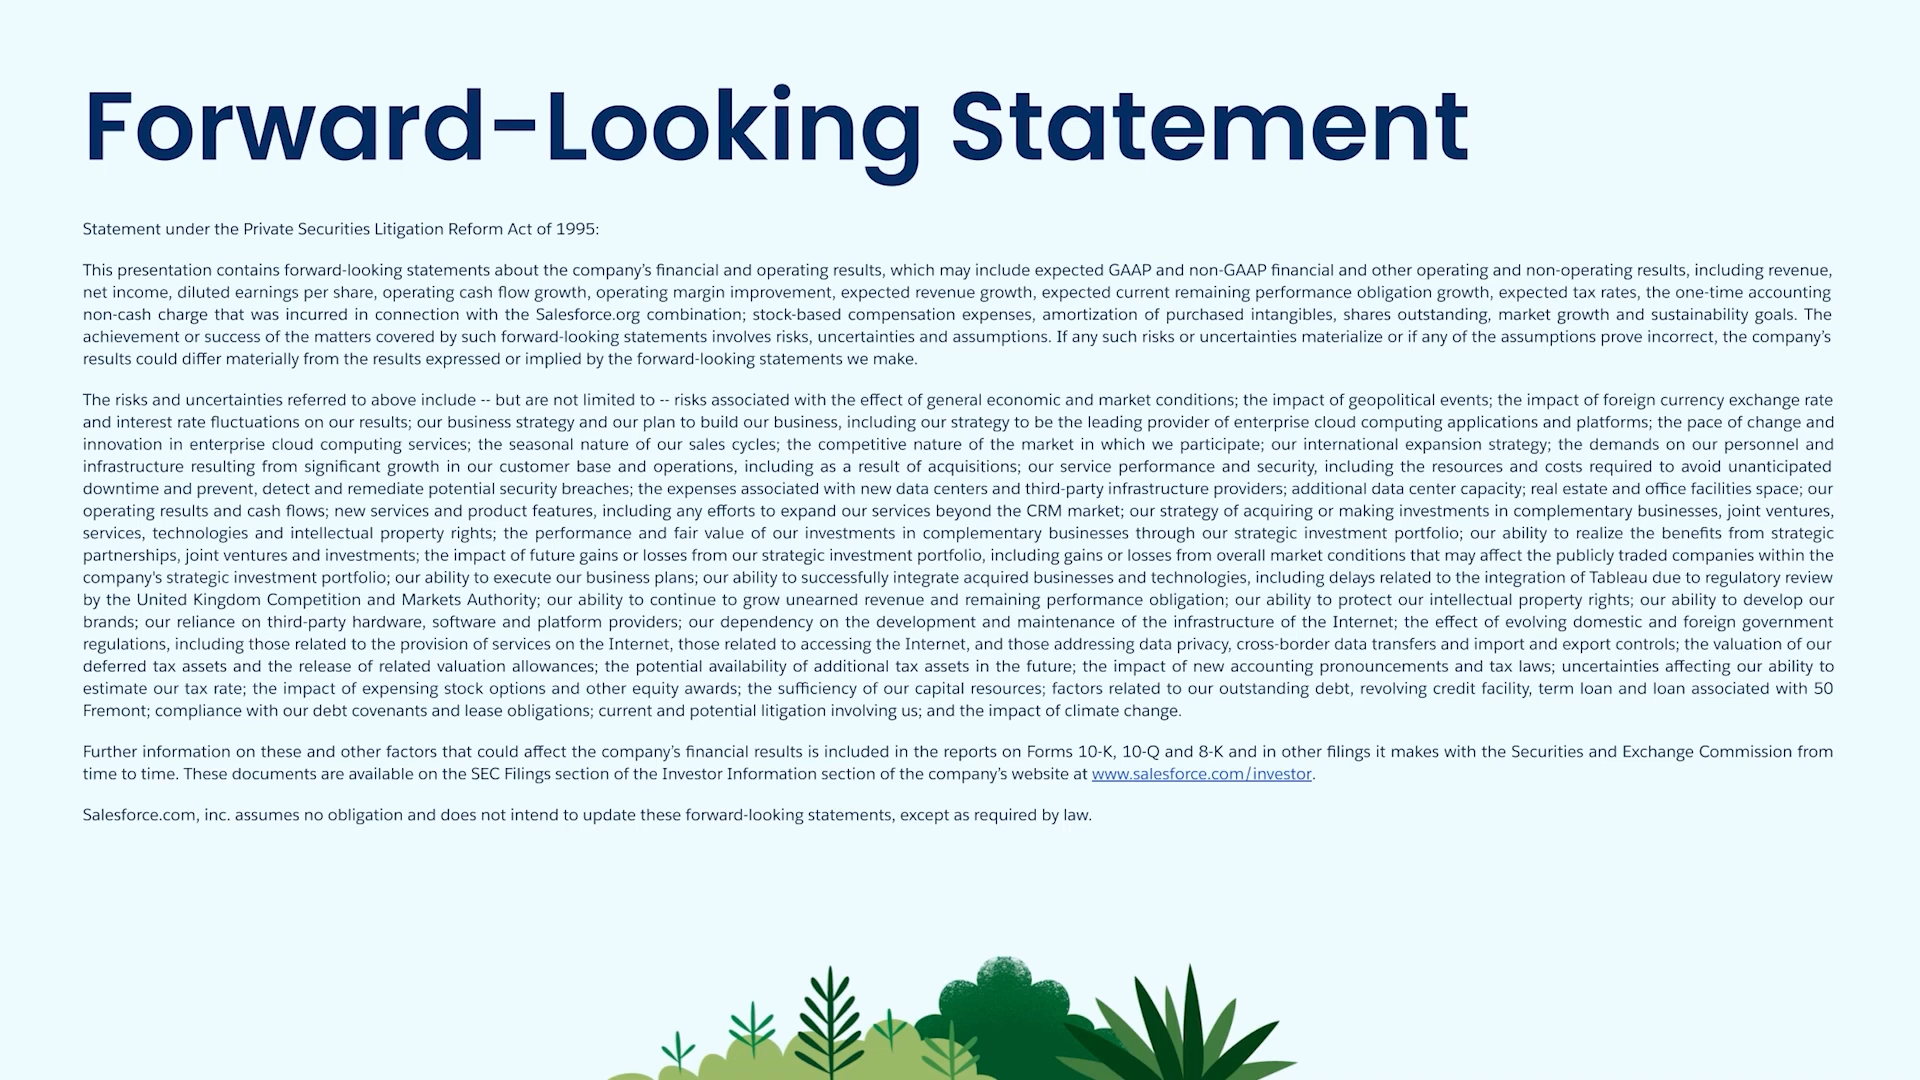 Forward-Looking Statement
Statement under the Private Securities Litigation Reform Act of 1995:
This presentation contains forward-looking statements about the company’s financial and operating results, which may include expected GAAP and non-GAAP financial and other operating and non-operating results, including revenue,
net income, diluted earnings per share, operating cash flow growth, operating margin improvement, expected revenue growth, expected current remaining performance obligation growth, expected tax rates, the one-time accounting
non-cash charge that was incurred in connection with the Salesforce.org combination; stock-based compensation expenses, amortization of purchased intangibles, shares outstanding, market growth and sustainability goals. The
achievement or success of the matters covered by such forward-looking statements involves risks, uncertainties and assumptions. If any such risks or uncertainties materialize or if any of the assumptions prove incorrect, the company’s
results could differ materially from the results expressed or implied by the forward-looking statements we make.
The risks and uncertainties referred to above include -- but are not limited to -- risks associated with the effect of general economic and market conditions; the impact of geopolitical events; the impact of foreign currency exchange rate
and interest rate fluctuations on our results; our business strategy and our plan to build our business, including our strategy to be the leading provider of enterprise cloud computing applications and platforms; the pace of change and
innovation in enterprise cloud computing services; the seasonal nature of our sales cycles; the competitive nature of the market in which we participate; our international expansion strategy; the demands on our personnel and
infrastructure resulting from significant growth in our customer base and operations, including as a result of acquisitions; our service performance and security, including the resources and costs required to avoid unanticipated
downtime and prevent, detect and remediate potential security breaches; the expenses associated with new data centers and third-party infrastructure providers; additional data center capacity; real estate and office facilities space; our
operating results and cash flows; new services and product features, including any efforts to expand our services beyond the CRM market; our strategy of acquiring or making investments in complementary businesses, joint ventures,
services, technologies and intellectual property rights; the performance and fair value of our investments in complementary businesses through our strategic investment portfolio; our ability to realize the benefits from strategic
partnerships, joint ventures and investments; the impact of future gains or losses from our strategic investment portfolio, including gains or losses from overall market conditions that may affect the publicly traded companies within the
company's strategic investment portfolio; our ability to execute our business plans; our ability to successfully integrate acquired businesses and technologies, including delays related to the integration of Tableau due to regulatory review
by the United Kingdom Competition and Markets Authority; our ability to continue to grow unearned revenue and remaining performance obligation; our ability to protect our intellectual property rights; our ability to develop our
brands; our reliance on third-party hardware, software and platform providers; our dependency on the development and maintenance of the infrastructure of the Internet; the effect of evolving domestic and foreign government
regulations, including those related to the provision of services on the Internet, those related to accessing the Internet, and those addressing data privacy, cross-border data transfers and import and export controls; the valuation of our
deferred tax assets and the release of related valuation allowances; the potential availability of additional tax assets in the future; the impact of new accounting pronouncements and tax laws; uncertainties affecting our ability to
estimate our tax rate; the impact of expensing stock options and other equity awards; the sufficiency of our capital resources; factors related to our outstanding debt, revolving credit facility, term loan and loan associated with 50
Fremont; compliance with our debt covenants and lease obligations; current and potential litigation involving us; and the impact of climate change.
Further information on these and other factors that could affect the company’s financial results is included in the reports on Forms 10-K, 10-Q and 8-K and in other filings it makes with the Securities and Exchange Commission from
time to time. These documents are available on the SEC Filings section of the Investor Information section of the company’s website at www.salesforce.com/investor.
Salesforce.com, inc. assumes no obligation and does not intend to update these forward-looking statements, except as required by law.